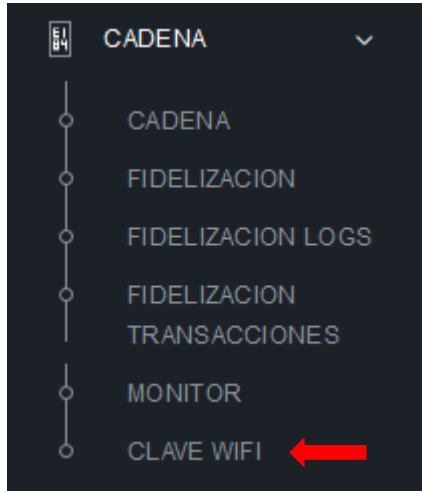 CADENA
CADENA
FIDELIZACION
FIDELIZACION LOGS
FIDELIZACION
TRANSACCIONES
MONITOR
CLAVE WIFI